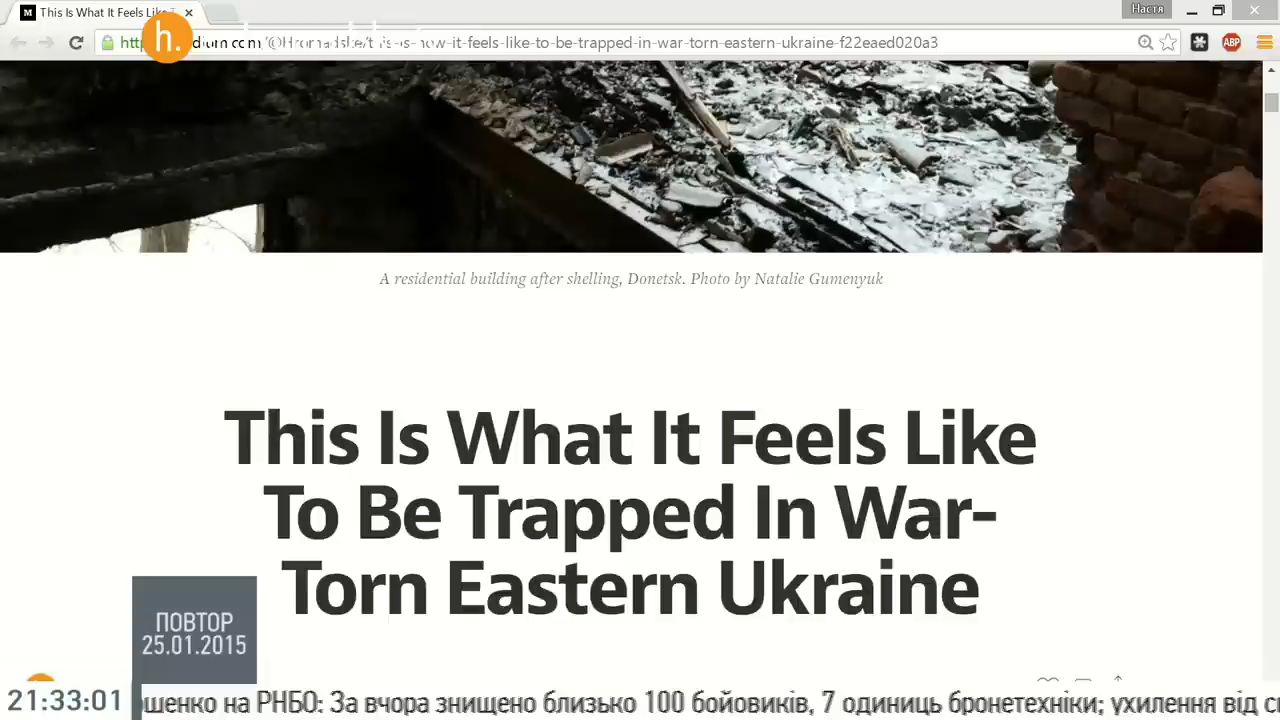 This Is What It Feels Like
Настя
h.
dium.com/@Hromadske/this-is-how-it-feels-like-to-be-trapped-in-war-torn-eastern-ukraine-f22eaed020a3
ABP
A residential building after shelling, Donetsk. Photo by Natalie Gumenyuk
This Is What It Feels Like
To Be Trapped In War-
Torn Eastern Ukraine
ПОВТОР
25.01.2015
21:33:01
шенко на РНБО: За вчора знищено близько 100 бойовиків, 7 одиниць бронетехніки; ухилення від